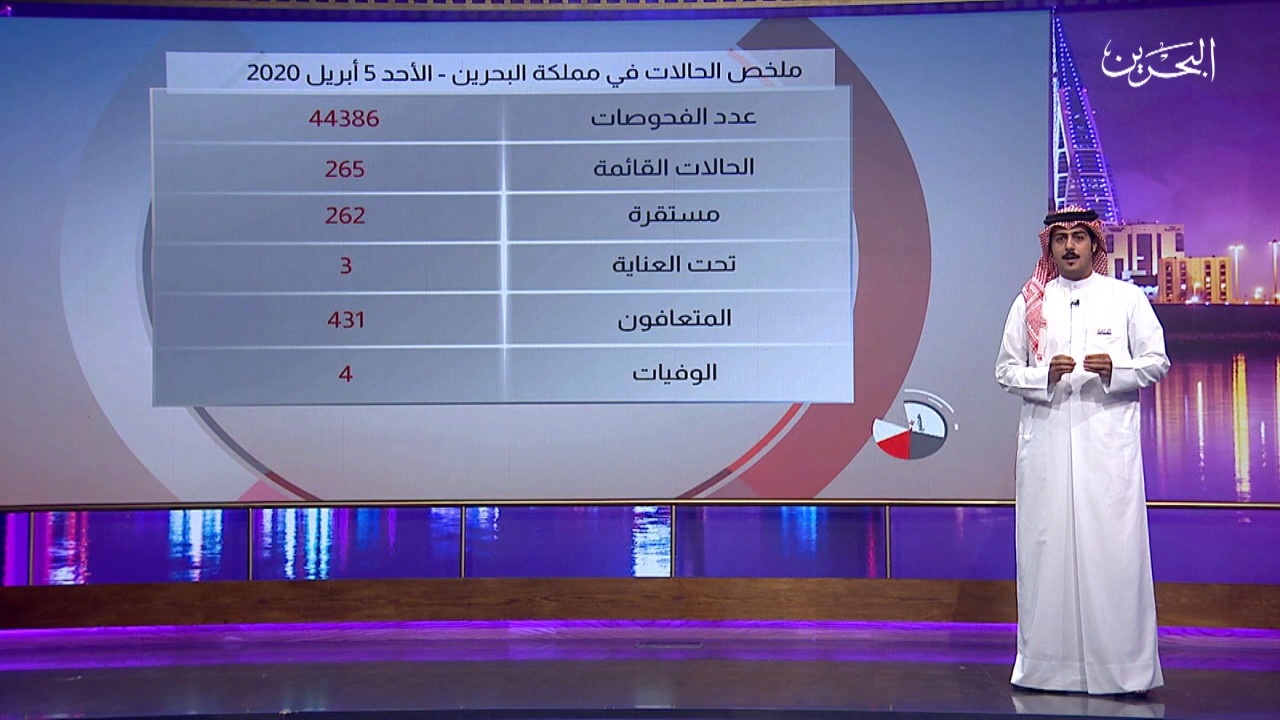 البحرين
ملخص الحالات في مملكة البحرين - الأحد 5 أبريل 2020
عدد الفحوصات 44386
الحالات القائمة 265
مستقرة 262
تحت العناية 3
المتعافون 431
الوفيات 4